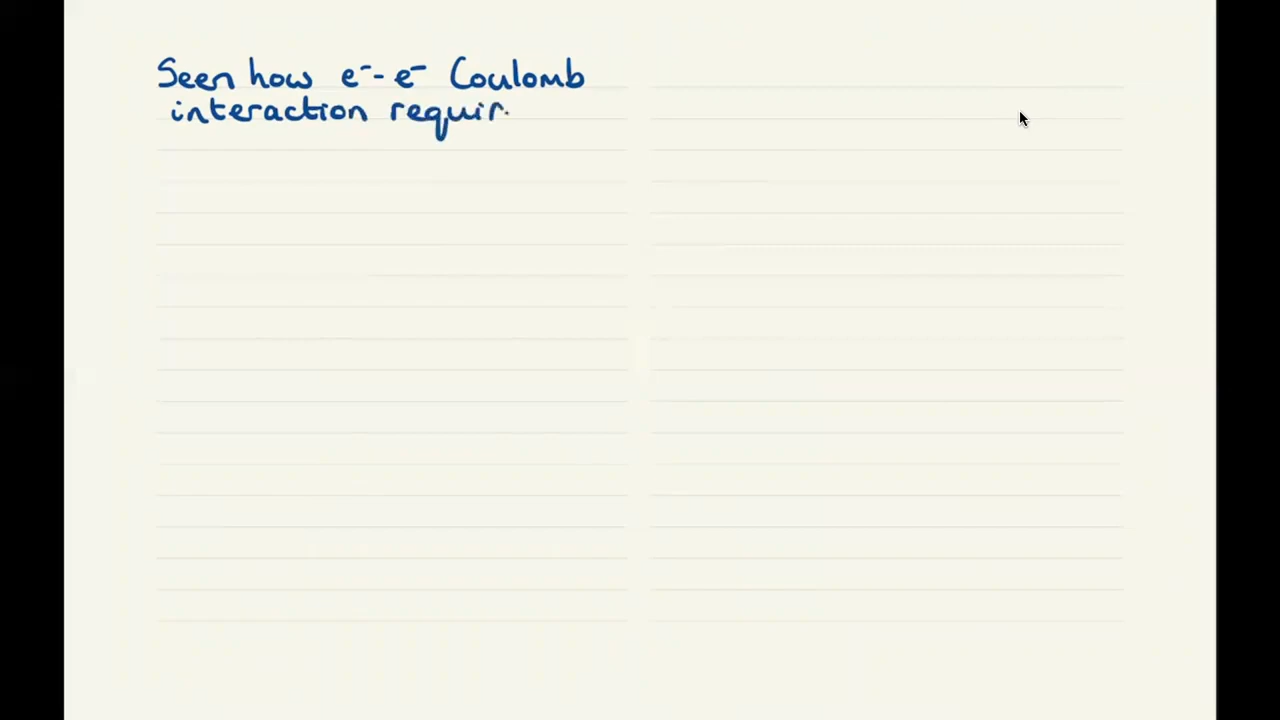 Seen how e⁻- e⁻ Coulomb
interaction requir